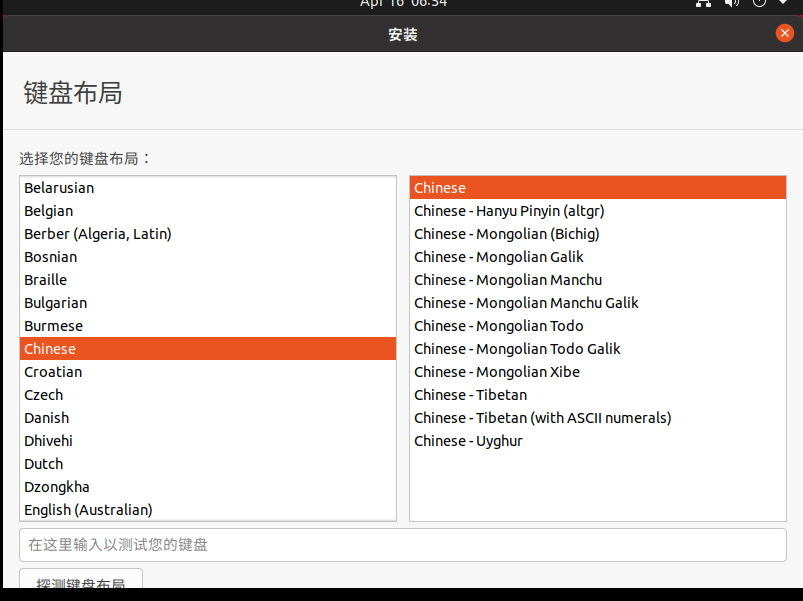 Apr 16 06:54
安装
键盘布局
选择您的键盘布局：
Belarusian
Belgian
Berber (Algeria, Latin)
Bosnian
Braille
Bulgarian
Burmese
Chinese
Croatian
Czech
Danish
Dhivehi
Dutch
Dzongkha
English (Australian)
Chinese
Chinese - Hanyu Pinyin (altgr)
Chinese - Mongolian (Bichig)
Chinese - Mongolian Galik
Chinese - Mongolian Manchu
Chinese - Mongolian Manchu Galik
Chinese - Mongolian Todo
Chinese - Mongolian Todo Galik
Chinese - Mongolian Xibe
Chinese - Tibetan
Chinese - Tibetan (with ASCII numerals)
Chinese - Uyghur
在这里输入以测试您的键盘
探测键盘布局